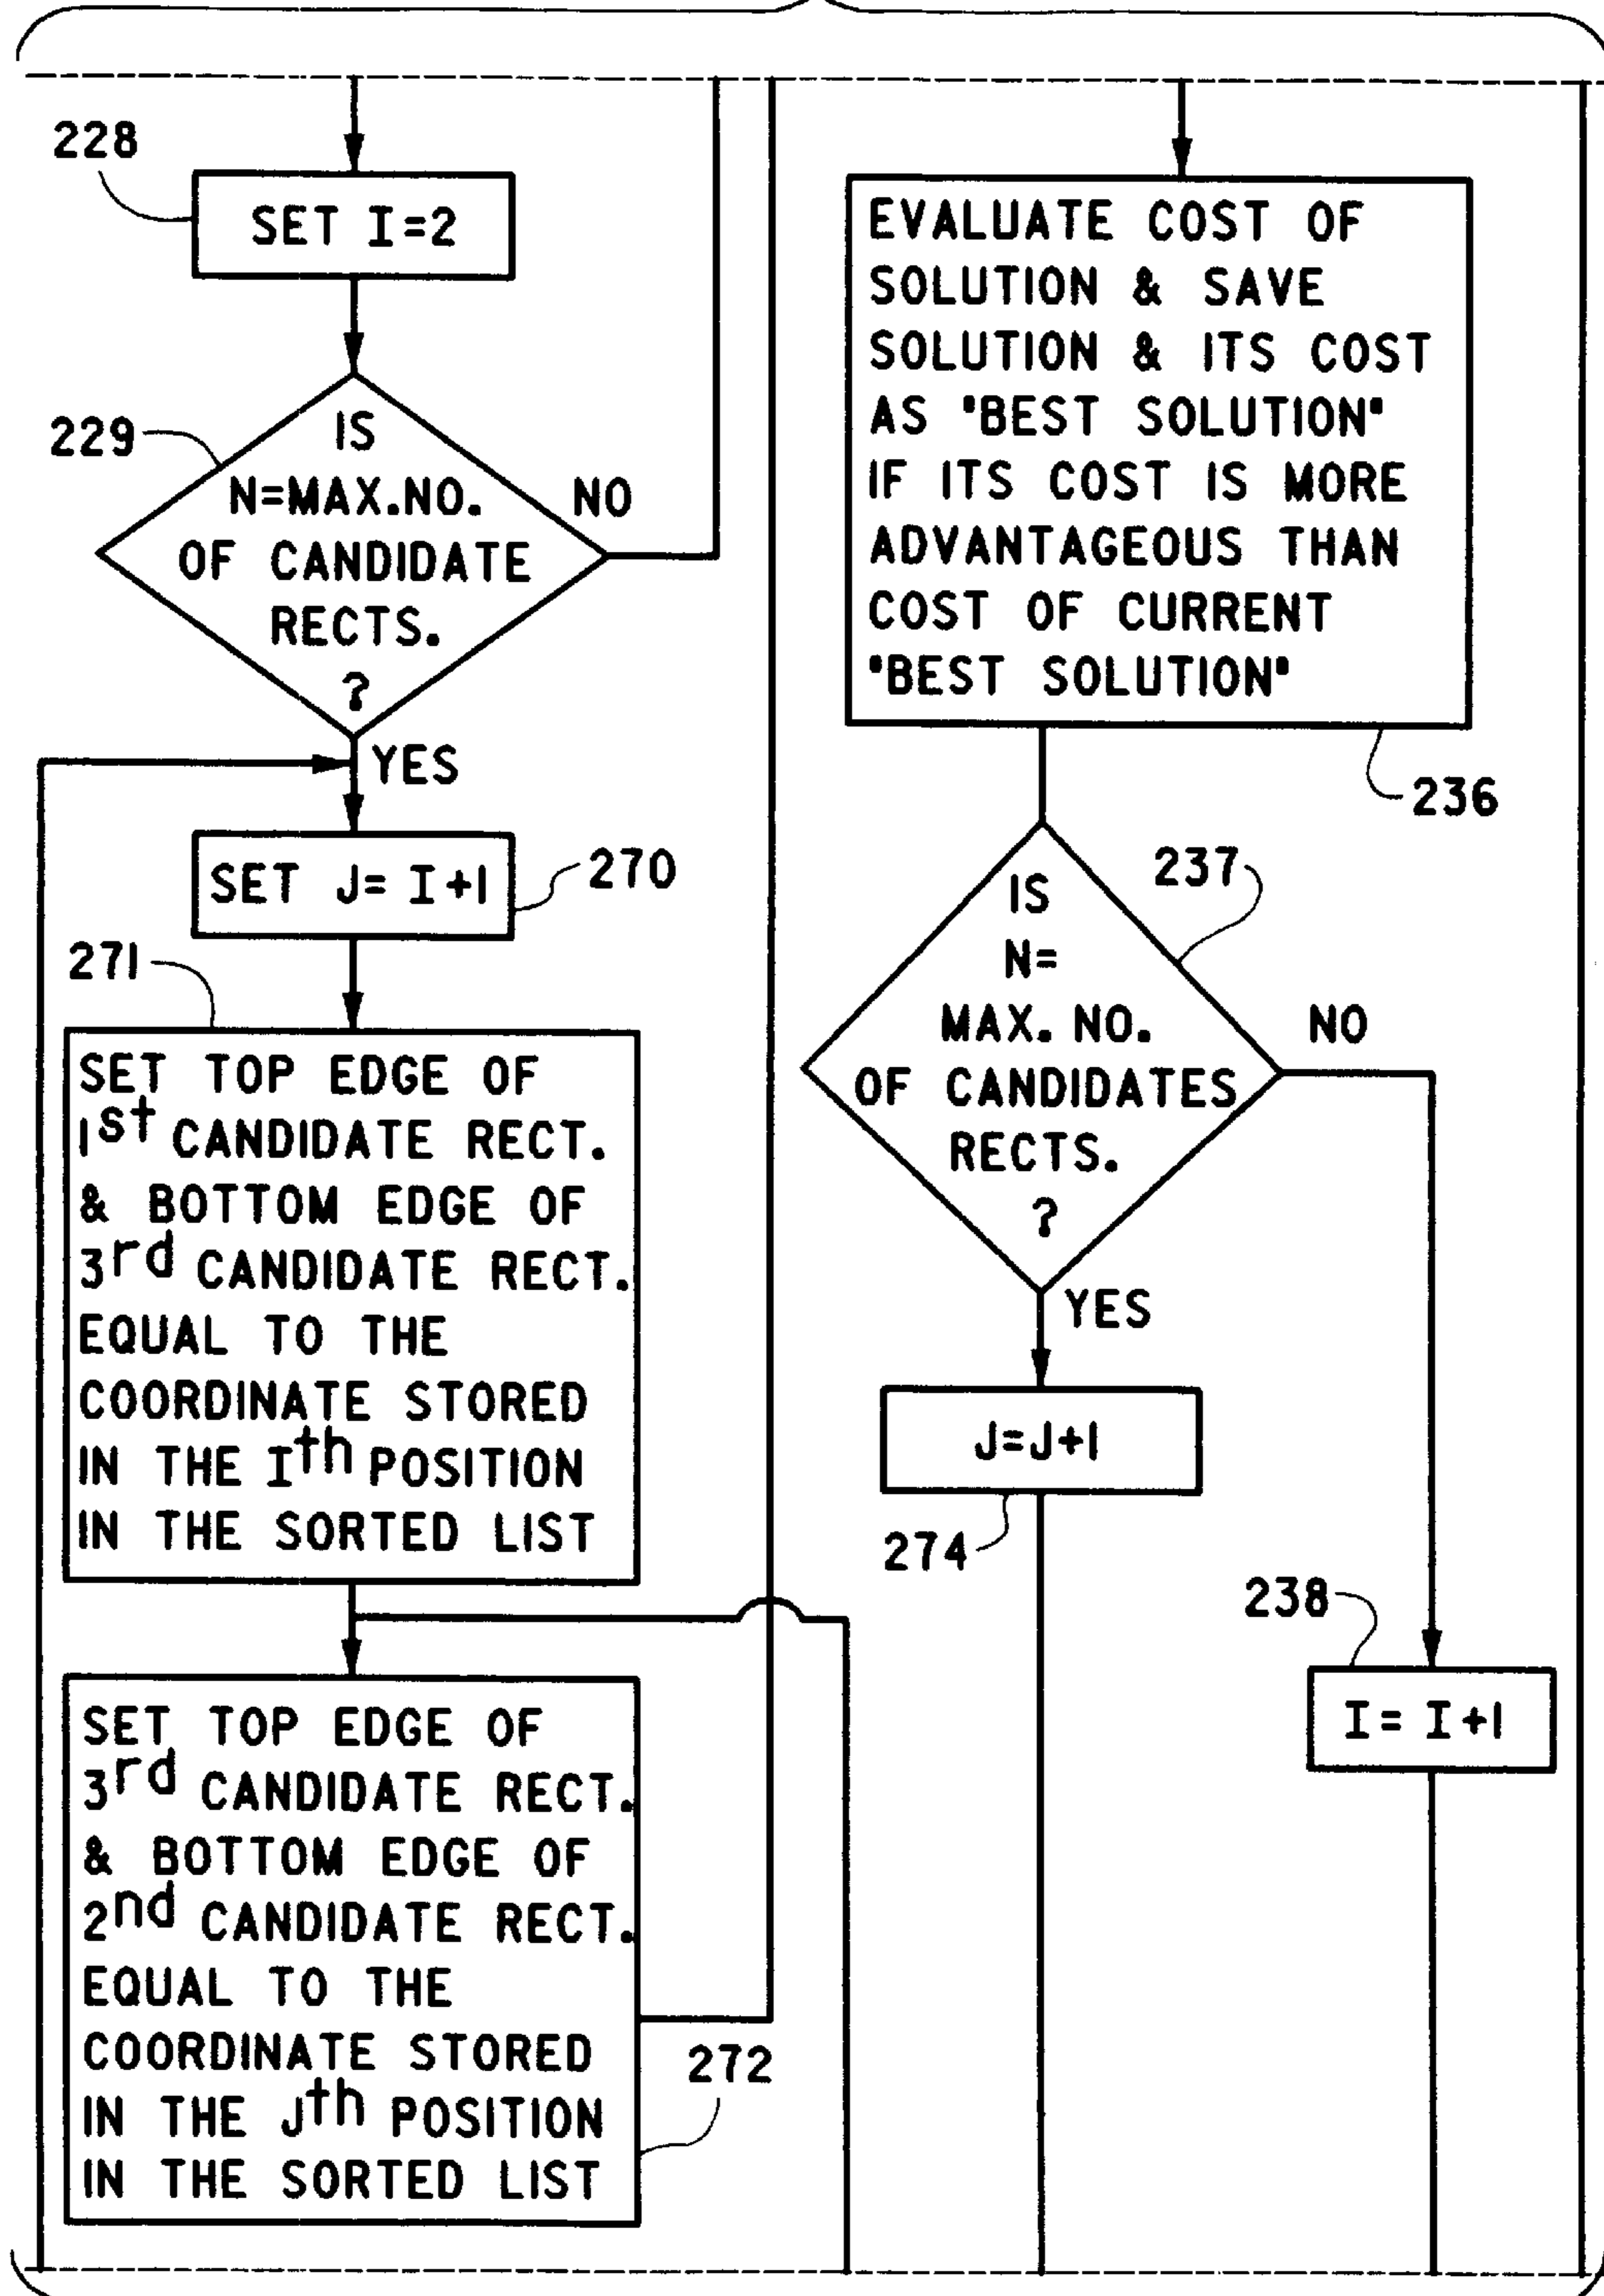 228
SET I=2
229
IS
N=MAX.NO.
OF CANDIDATE
RECTS.
?
NO
YES
SET J= I+1
270
271
SET TOP EDGE OF
1st CANDIDATE RECT.
& BOTTOM EDGE OF
3rd CANDIDATE RECT.
EQUAL TO THE
COORDINATE STORED
IN THE Ith POSITION
IN THE SORTED LIST
SET TOP EDGE OF
3rd CANDIDATE RECT.
& BOTTOM EDGE OF
2nd CANDIDATE RECT.
EQUAL TO THE
COORDINATE STORED
IN THE Jth POSITION
IN THE SORTED LIST
272
EVALUATE COST OF
SOLUTION & SAVE
SOLUTION & ITS COST
AS "BEST SOLUTION"
IF ITS COST IS MORE
ADVANTAGEOUS THAN
COST OF CURRENT
"BEST SOLUTION"
236
237
IS
N=
MAX. NO.
OF CANDIDATES
RECTS.
?
NO
YES
J=J+1
274
238
I= I+1